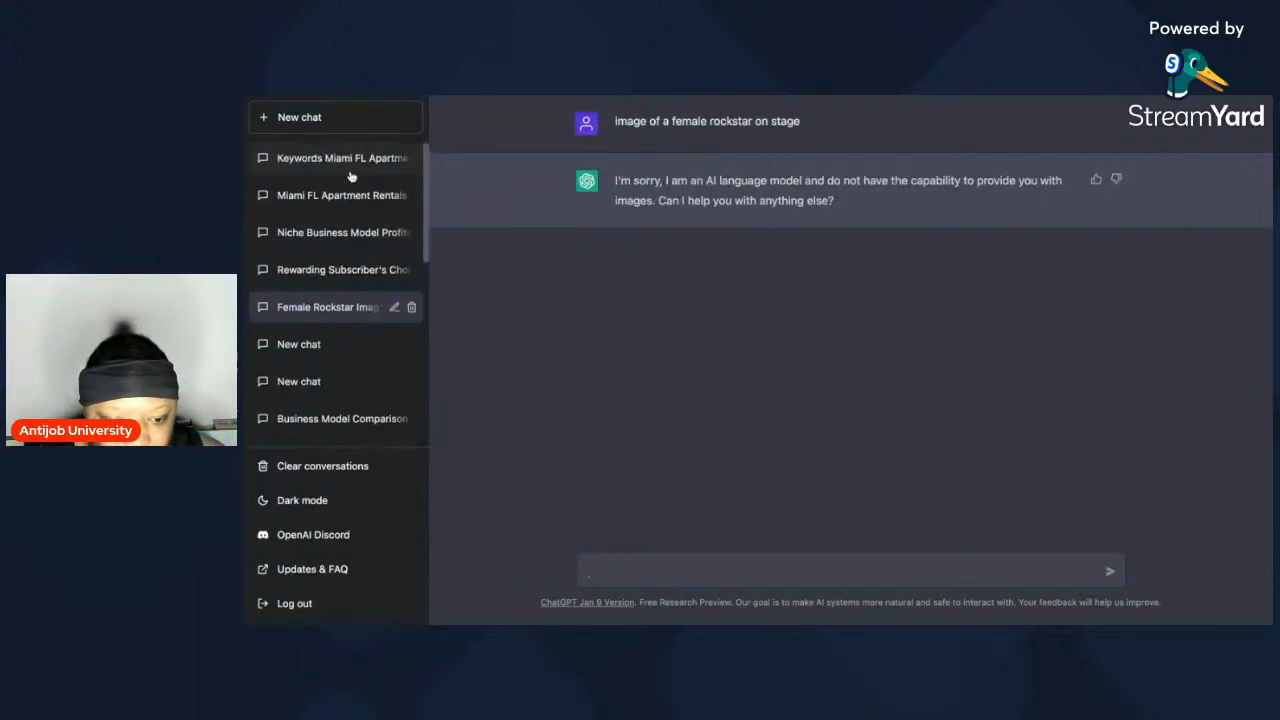 Powered by
StreamYard
New chat
Keywords Miami FL Apartme
Miami FL Apartment Rentals
Niche Business Model Profit
Rewarding Subscriber's Cho
Female Rockstar Imag
New chat
New chat
Business Model Comparison
Clear conversations
Dark mode
OpenAI Discord
Updates & FAQ
Log out
image of a female rockstar on stage
I'm sorry, I am an AI language model and do not have the capability to provide you with
images. Can I help you with anything else?
ChatGPT Jan 9 Version. Free Research Preview. Our goal is to make AI systems more natural and safe to interact with. Your feedback will help us improve.
Antijob University